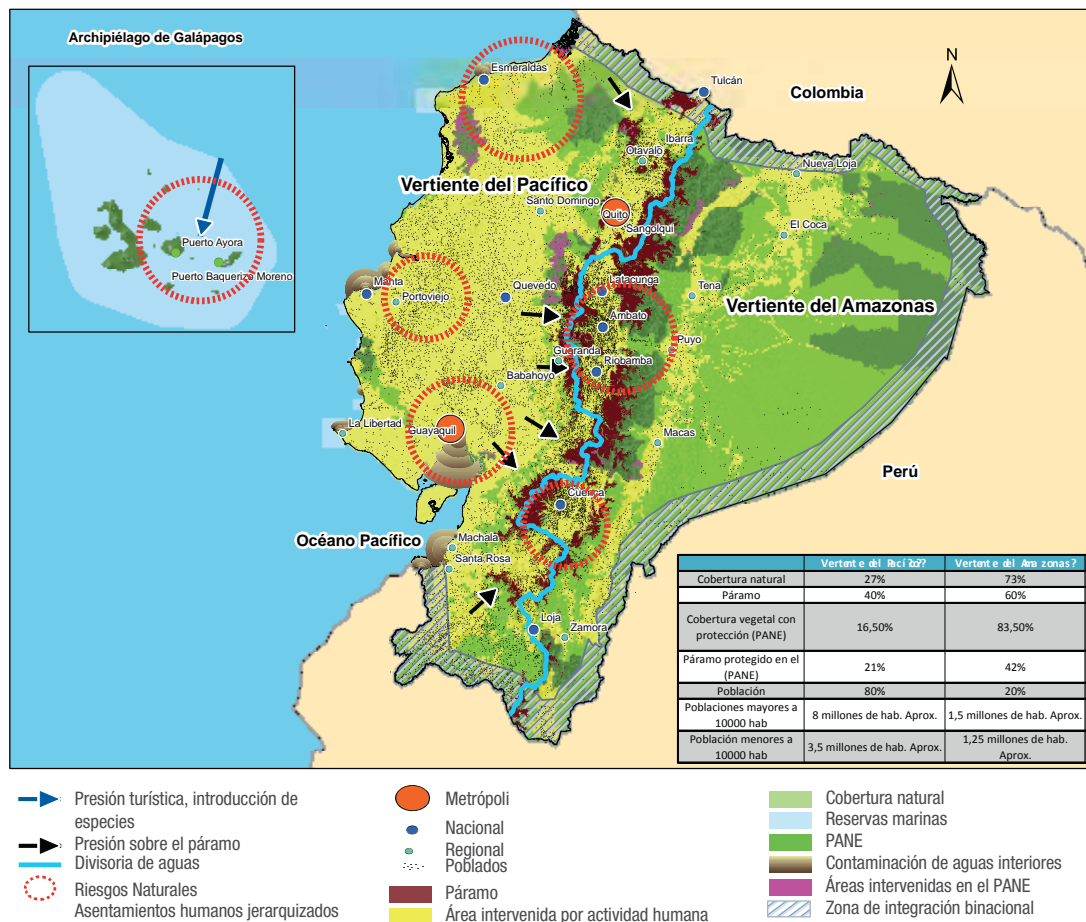 Archipiélago de Galápagos
Puerto Ayora
Puerto Baquerizo Moreno
Esmeraldas
Tulcán
Colombia
N
Ibarra
Otavalo
Nueva Loja
Vertiente del Pacífico
Santo Domingo
Quito
Sangolquí
El Coca
Manta
Portoviejo
Quevedo
Latacunga
Tena
Vertiente del Amazonas
Ambato
Puyo
Guaranda
Riobamba
Babahoyo
La Libertad
Guayaquil
Macas
Perú
Cuenca
Océano Pacífico
Machala
Santa Rosa
Loja
Zamora
Cobertura natural 27% 73%
Páramo 40% 60%
Cobertura vegetal con
protección (PANE) 16,50% 83,50%
Páramo protegido en el
(PANE) 21% 42%
Población 80% 20%
Poblaciones mayores a
10000 hab 8 millones de hab. Aprox. 1,5 millones de hab. Aprox.
Población menores a
10000 hab 3,5 millones de hab. Aprox. 1,25 millones de hab.
Aprox.
Presión turística, introducción de
especies
Presión sobre el páramo
Divisoria de aguas
Riesgos Naturales
Asentamientos humanos jerarquizados
Metrópoli
Nacional
Regional
Poblados
Páramo
Área intervenida por actividad humana
Cobertura natural
Reservas marinas
PANE
Contaminación de aguas interiores
Áreas intervenidas en el PANE
Zona de integración binacional